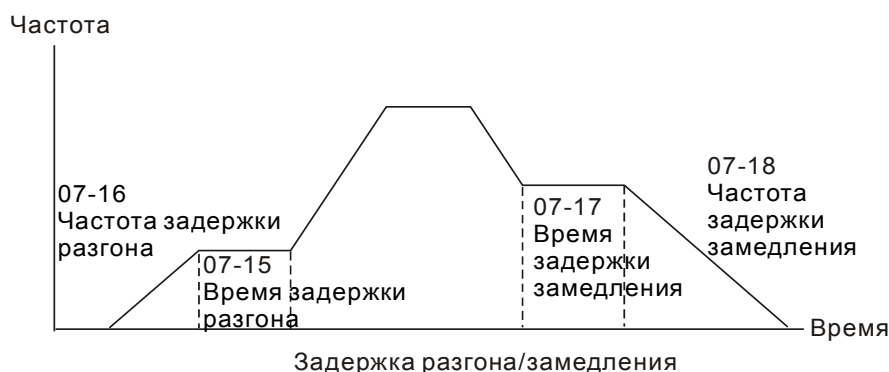 Частота
07-16
Частота задержки
разгона
07-15
Время задержки
разгона
07-17
Время
задержки
замедления
07-18
Частота
задержки
замедления
Время
Задержка разгона/замедления